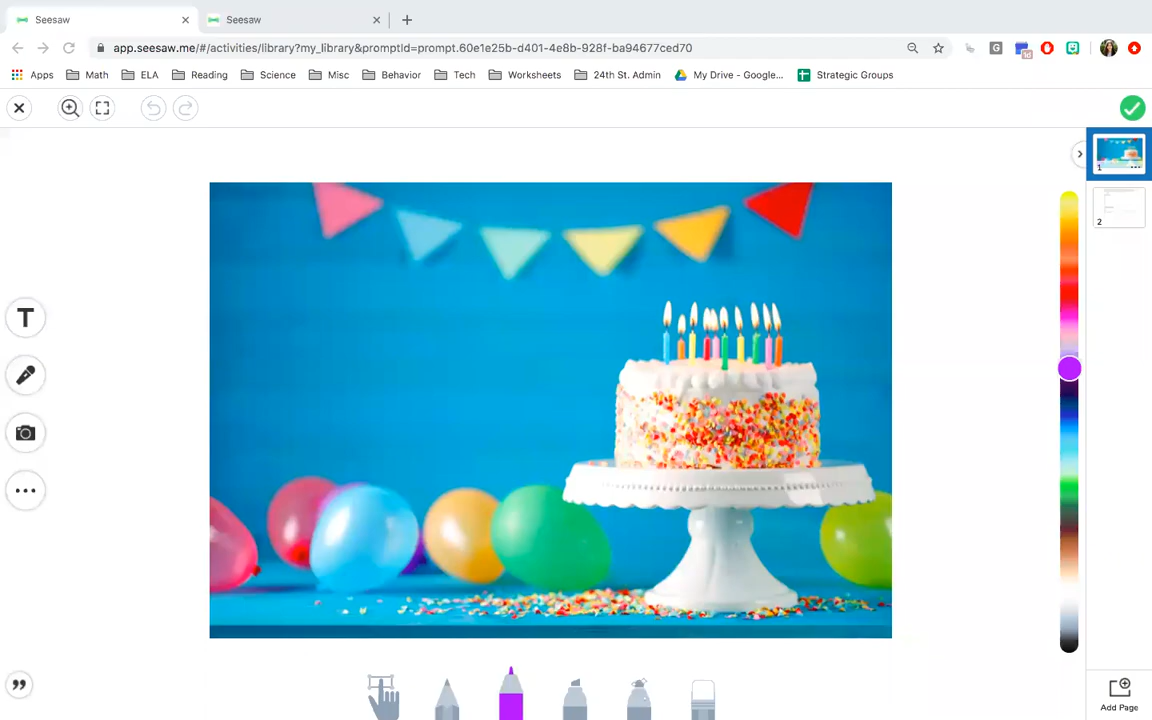 Seesaw
Seesaw
app.seesaw.me/#/activities/library?my_library&promptId=prompt.60e1e25b-d401-4e8b-928f-ba94677ced70
Apps Math ELA Reading Science Misc Behavior Tech Worksheets 24th St. Admin My Drive - Google... Strategic Groups
T
1
2
Add Page